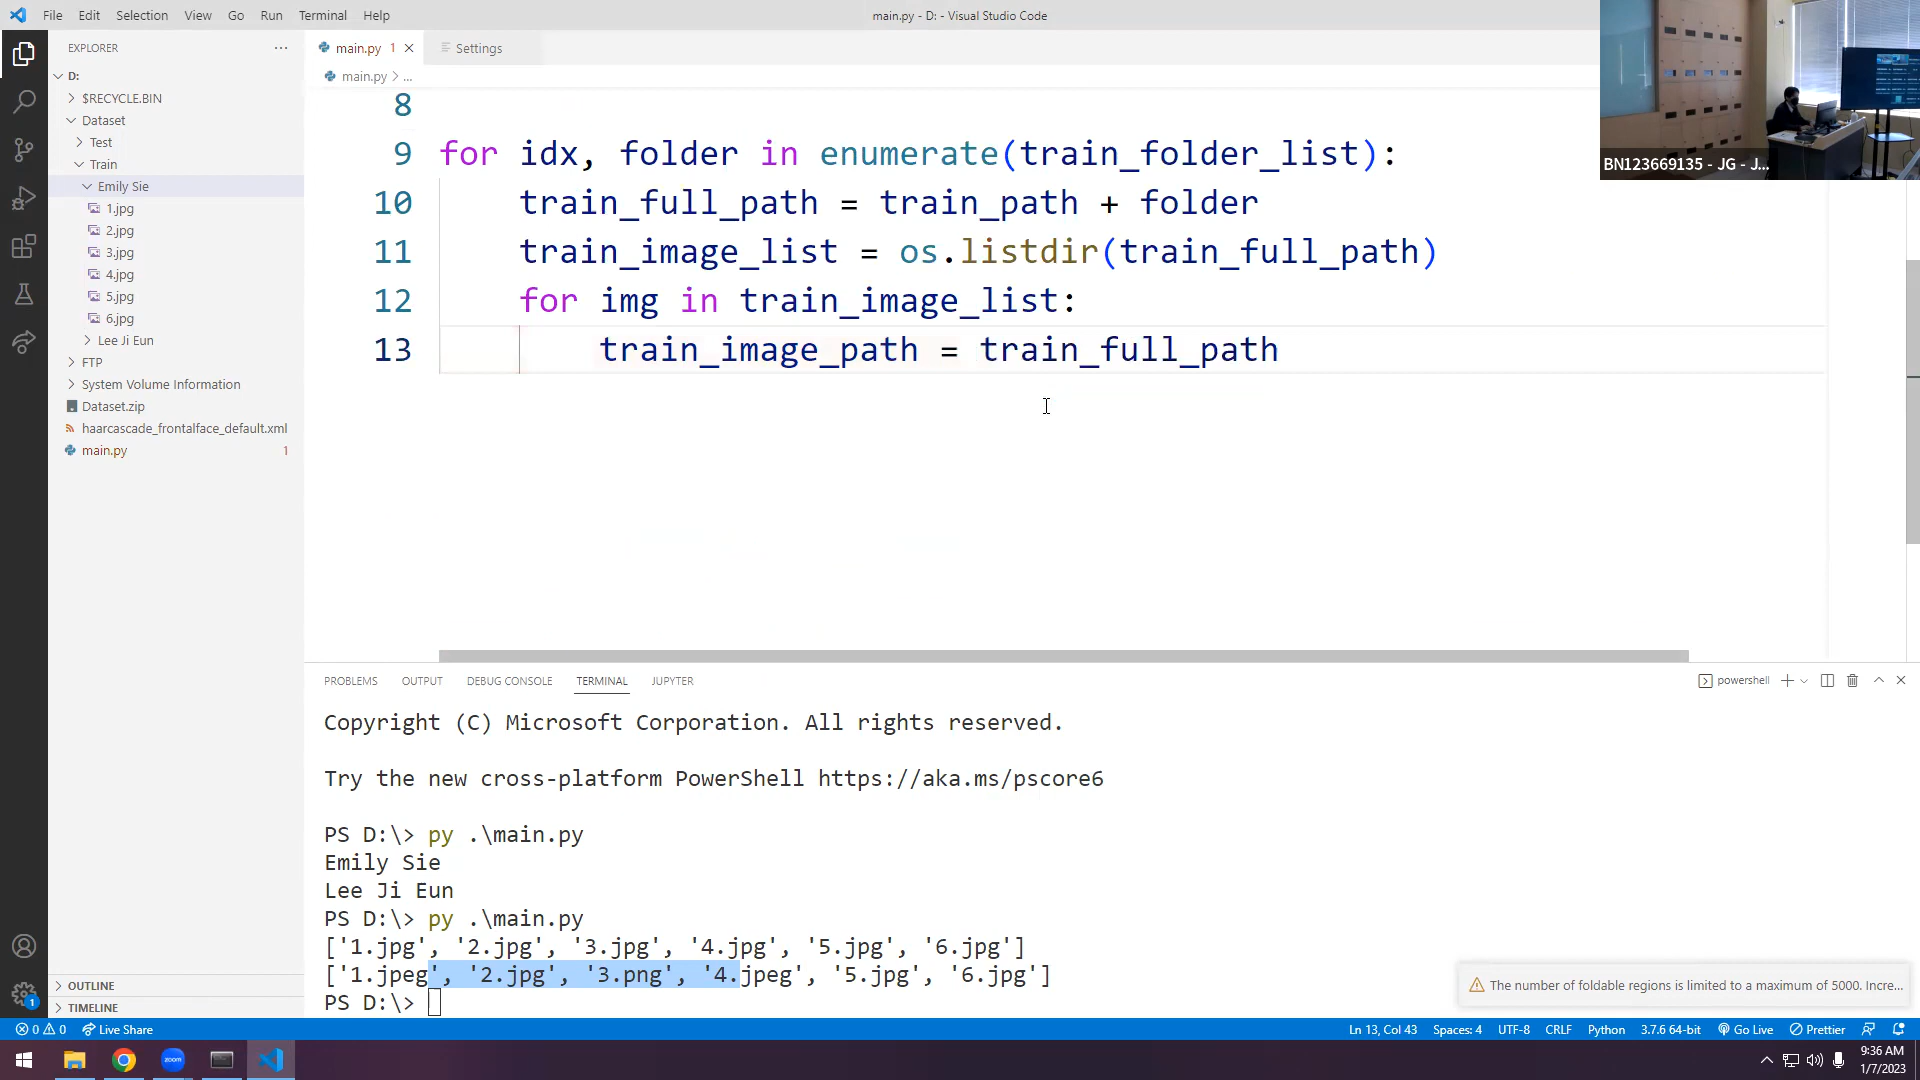 File Edit Selection View Go Run Terminal Help
main.py - D: - Visual Studio Code
EXPLORER
D:
$RECYCLE.BIN
Dataset
Test
Train
Emily Sie
1.jpg
2.jpg
3.jpg
4.jpg
5.jpg
6.jpg
Lee Ji Eun
FTP
System Volume Information
Dataset.zip
haarcascade_frontalface_default.xml
main.py 1
OUTLINE
TIMELINE
main.py 1 Settings
main.py > ...
8
9 for idx, folder in enumerate(train_folder_list):
10 train_full_path = train_path + folder
11 train_image_list = os.listdir(train_full_path)
12 for img in train_image_list:
13 train_image_path = train_full_path
BN123669135 - JG - J...
PROBLEMS OUTPUT DEBUG CONSOLE TERMINAL JUPYTER
powershell
Copyright (C) Microsoft Corporation. All rights reserved.
Try the new cross-platform PowerShell https://aka.ms/pscore6
PS D:\> py .\main.py
Emily Sie
Lee Ji Eun
PS D:\> py .\main.py
['1.jpg', '2.jpg', '3.jpg', '4.jpg', '5.jpg', '6.jpg']
['1.jpeg', '2.jpg', '3.png', '4.jpeg', '5.jpg', '6.jpg']
PS D:\>
The number of foldable regions is limited to a maximum of 5000. Incre...
1
0 0 Live Share
Ln 13, Col 43 Spaces: 4 UTF-8 CRLF Python 3.7.6 64-bit Go Live Prettier
zoom
9:36 AM
1/7/2023